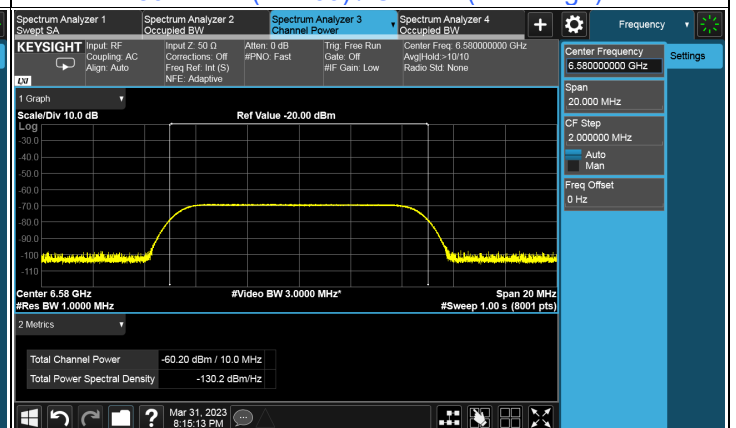 Spectrum Analyzer 1
Swept SA
Spectrum Analyzer 2
Occupied BW
Spectrum Analyzer 3
Channel Power
Spectrum Analyzer 4
Occupied BW
+
Frequency
KEYSIGHT
Input: RF
Coupling: AC
Align: Auto
Input Z: 50 Ω
Corrections: Off
Freq Ref: Int (S)
NFE: Adaptive
Atten: 0 dB
#PNO: Fast
Trig: Free Run
Gate: Off
#IF Gain: Low
Center Freq: 6.580000000 GHz
Avg|Hold:>10/10
Radio Std: None
LXI
Center Frequency
6.580000000 GHz
Settings
Span
20.000 MHz
CF Step
2.000000 MHz
Auto
Man
Freq Offset
0 Hz
1 Graph
Scale/Div 10.0 dB
Ref Value -20.00 dBm
Log
-30.0
-40.0
-50.0
-60.0
-70.0
-80.0
-90.0
-100
-110
Center 6.58 GHz
#Video BW 3.0000 MHz*
Span 20 MHz
#Res BW 1.0000 MHz
#Sweep 1.00 s (8001 pts)
2 Metrics
Total Channel Power
-60.20 dBm / 10.0 MHz
Total Power Spectral Density
-130.2 dBm/Hz
?
Mar 31, 2023
8:15:13 PM